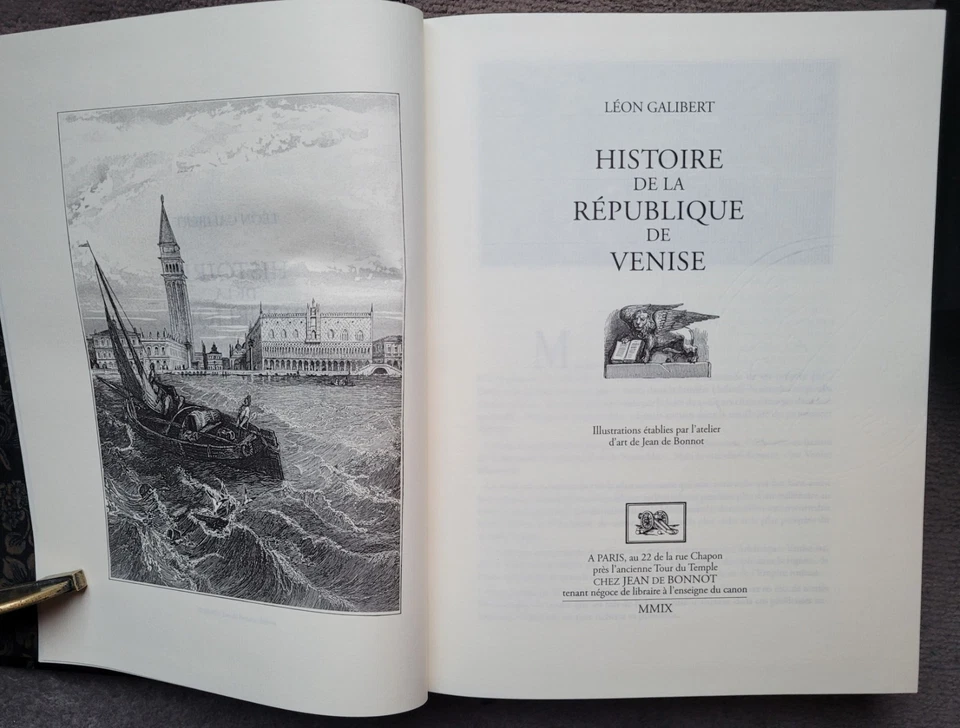 LÉON GALIBERT
HISTOIRE
DE LA
RÉPUBLIQUE
DE
VENISE
Illustrations établies par l'atelier
d'art de Jean de Bonnot
A PARIS, au 22 de la rue Chapon
près l'ancienne Tour du Temple
CHEZ JEAN DE BONNOT
tenant négoce de libraire à l'enseigne du canon
MMIX